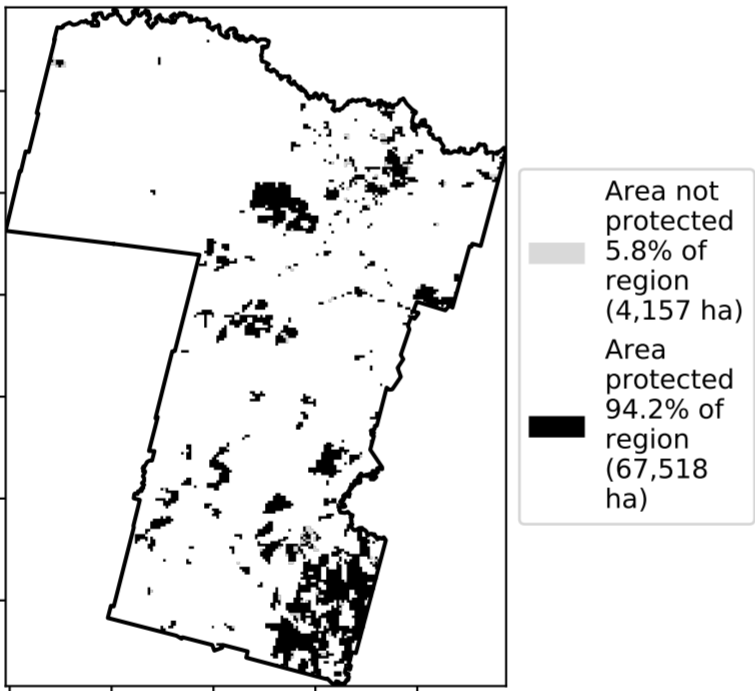 Area not
protected
5.8% of
region
(4,157 ha)
Area
protected
94.2% of
region
(67,518
ha)